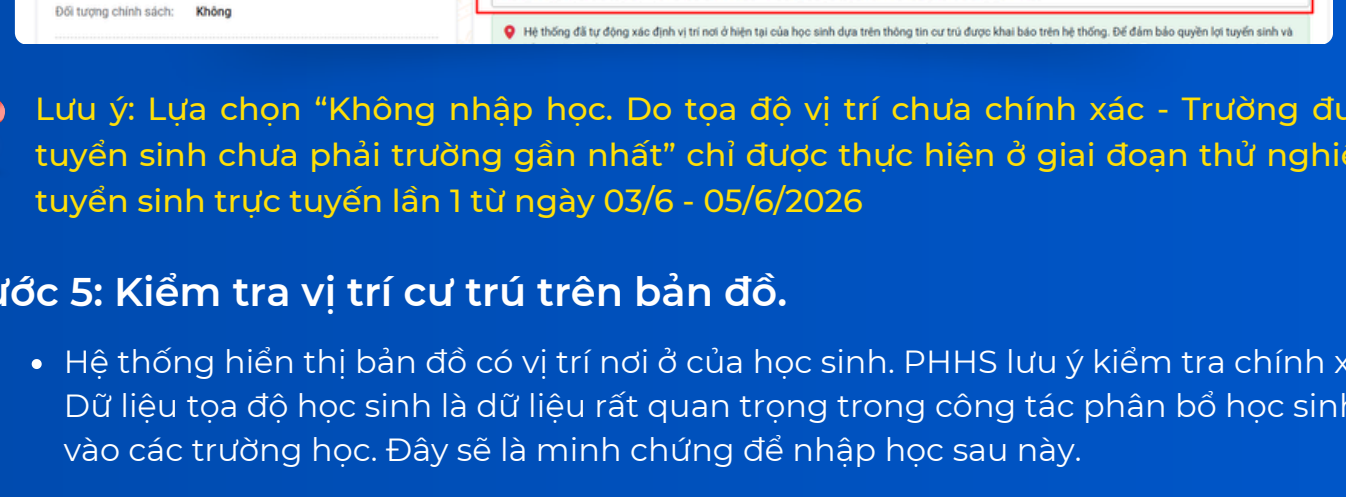 Đối tượng chính sách: Không
Hệ thống đã tự động xác định vị trí nơi ở hiện tại của học sinh dựa trên thông tin cư trú được khai báo trên hệ thống. Để đảm bảo quyền lợi tuyển sinh và
Lưu ý: Lựa chọn “Không nhập học. Do tọa độ vị trí chưa chính xác - Trường
tuyển sinh chưa phải trường gần nhất” chỉ được thực hiện ở giai đoạn thử
tuyển sinh trực tuyến lần 1 từ ngày 03/6 - 05/6/2026
5: Kiểm tra vị trí cư trú trên bản đồ.
• Hệ thống hiển thị bản đồ có vị trí nơi ở của học sinh. PHHS lưu ý kiểm tra chính
Dữ liệu tọa độ học sinh là dữ liệu rất quan trọng trong công tác phân bổ học sinh
vào các trường học. Đây sẽ là minh chứng để nhập học sau này.